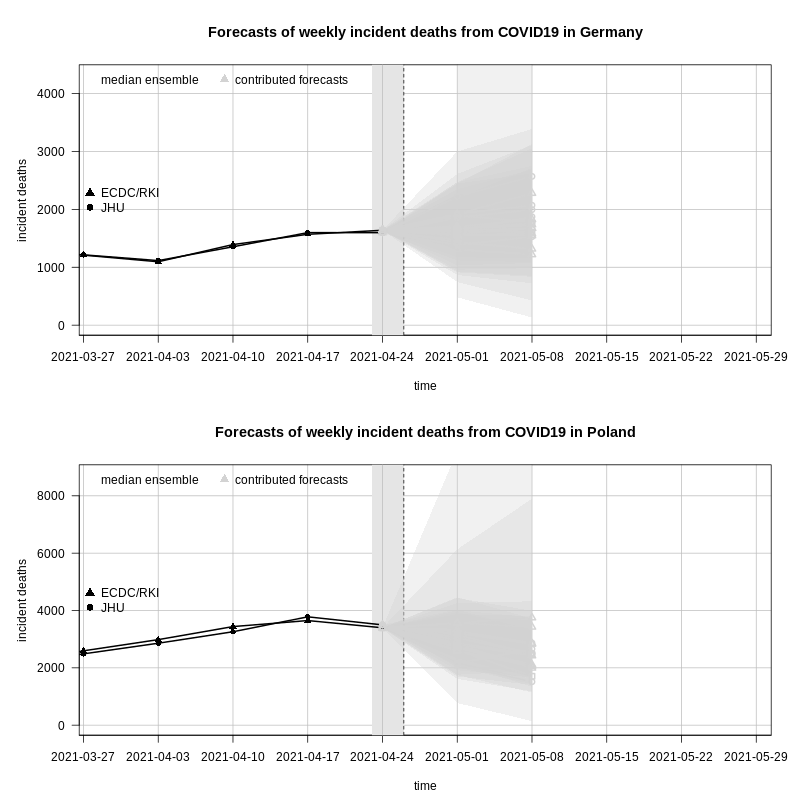 Forecasts of weekly incident deaths from COVID19 in Germany
median ensemble contributed forecasts
4000
3000
2000
1000
0
incident deaths
ECDC/RKI
JHU
2021-03-27 2021-04-03 2021-04-10 2021-04-17 2021-04-24 2021-05-01 2021-05-08 2021-05-15 2021-05-22 2021-05-29
time
Forecasts of weekly incident deaths from COVID19 in Poland
median ensemble contributed forecasts
8000
6000
4000
2000
0
incident deaths
ECDC/RKI
JHU
2021-03-27 2021-04-03 2021-04-10 2021-04-17 2021-04-24 2021-05-01 2021-05-08 2021-05-15 2021-05-22 2021-05-29
time